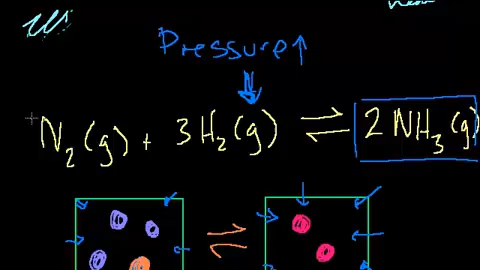 Pressure↑
N₂(g) + 3H₂(g) ⇌ 2NH₃(g)